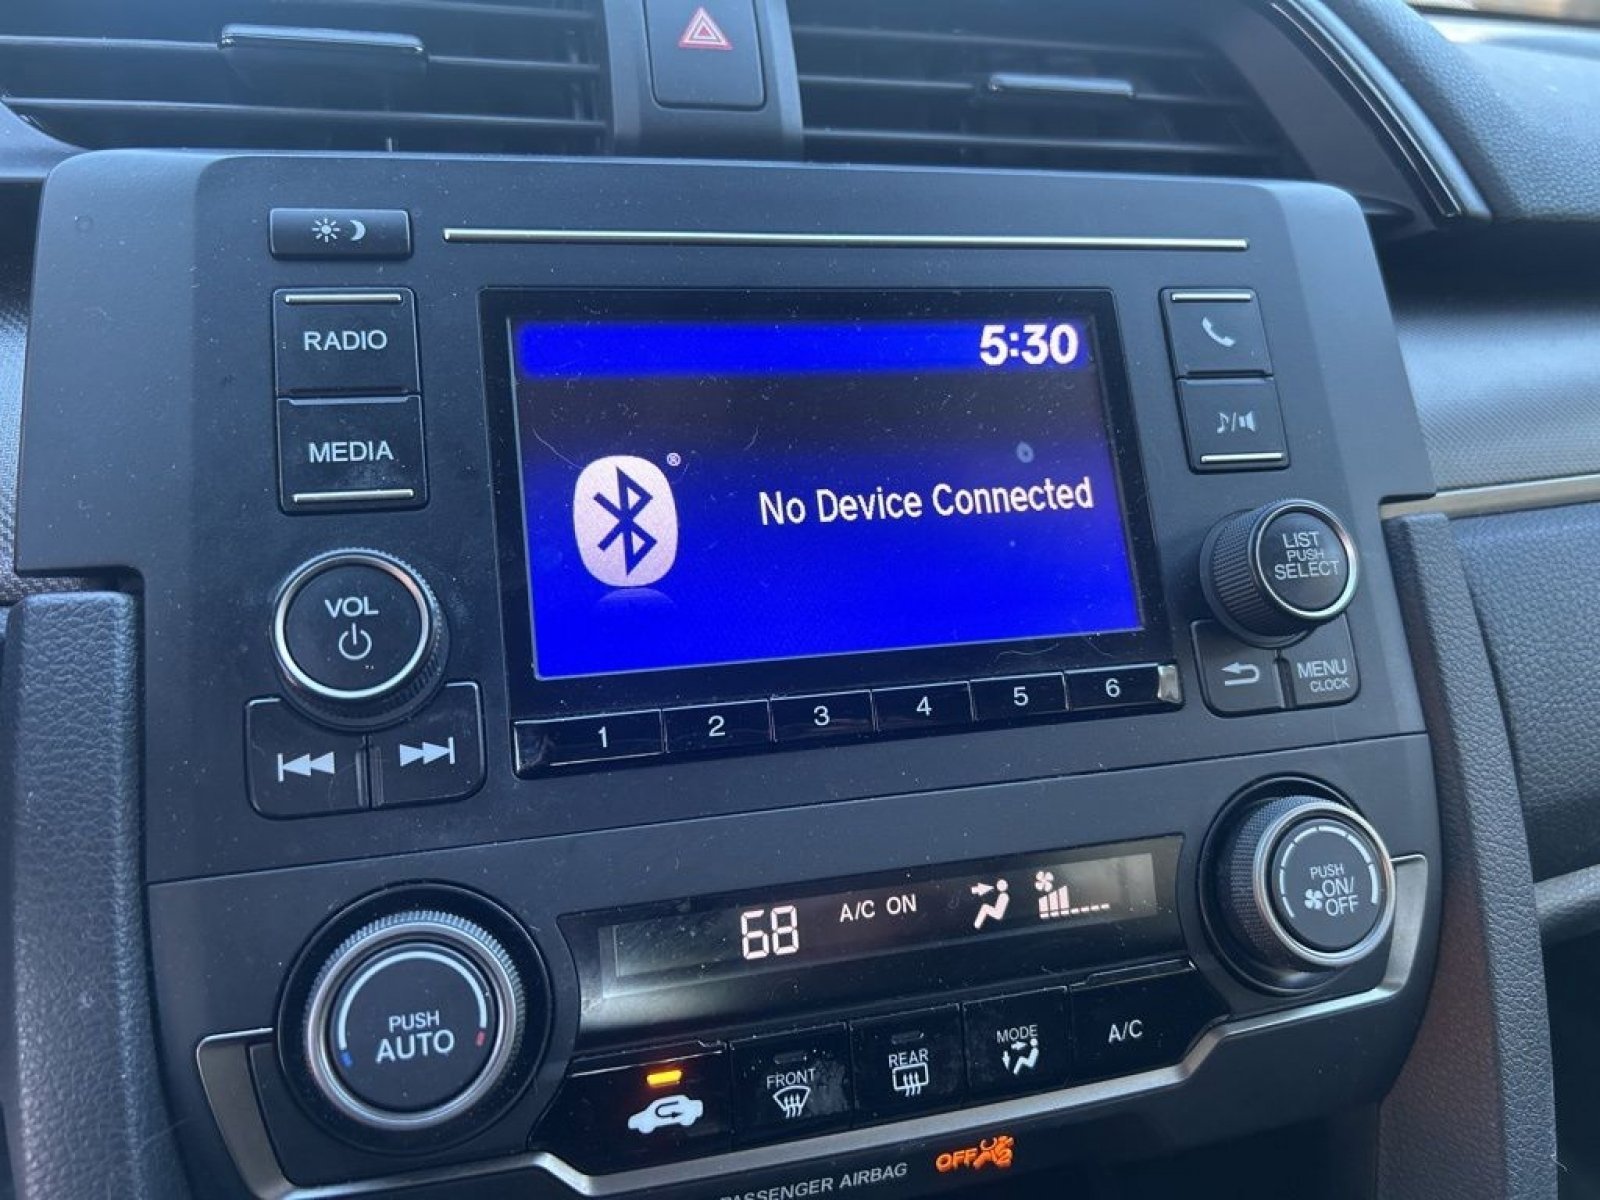 RADIO
MEDIA
VOL
5:30
®
No Device Connected
1 2 3 4 5 6
LIST
PUSH
SELECT
MENU
CLOCK
68 A/C ON
PUSH
AUTO
PUSH
ON/
OFF
FRONT
REAR
MODE
A/C
PASSENGER AIRBAG
OFF 2